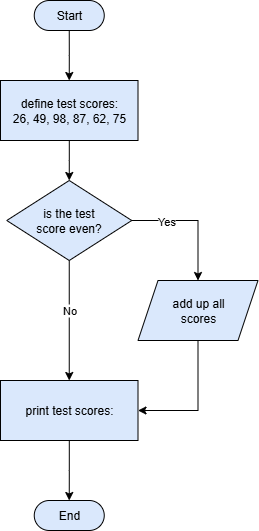 Start
define test scores:
26, 49, 98, 87, 62, 75
is the test
score even?
Yes
add up all
scores
No
print test scores:
End